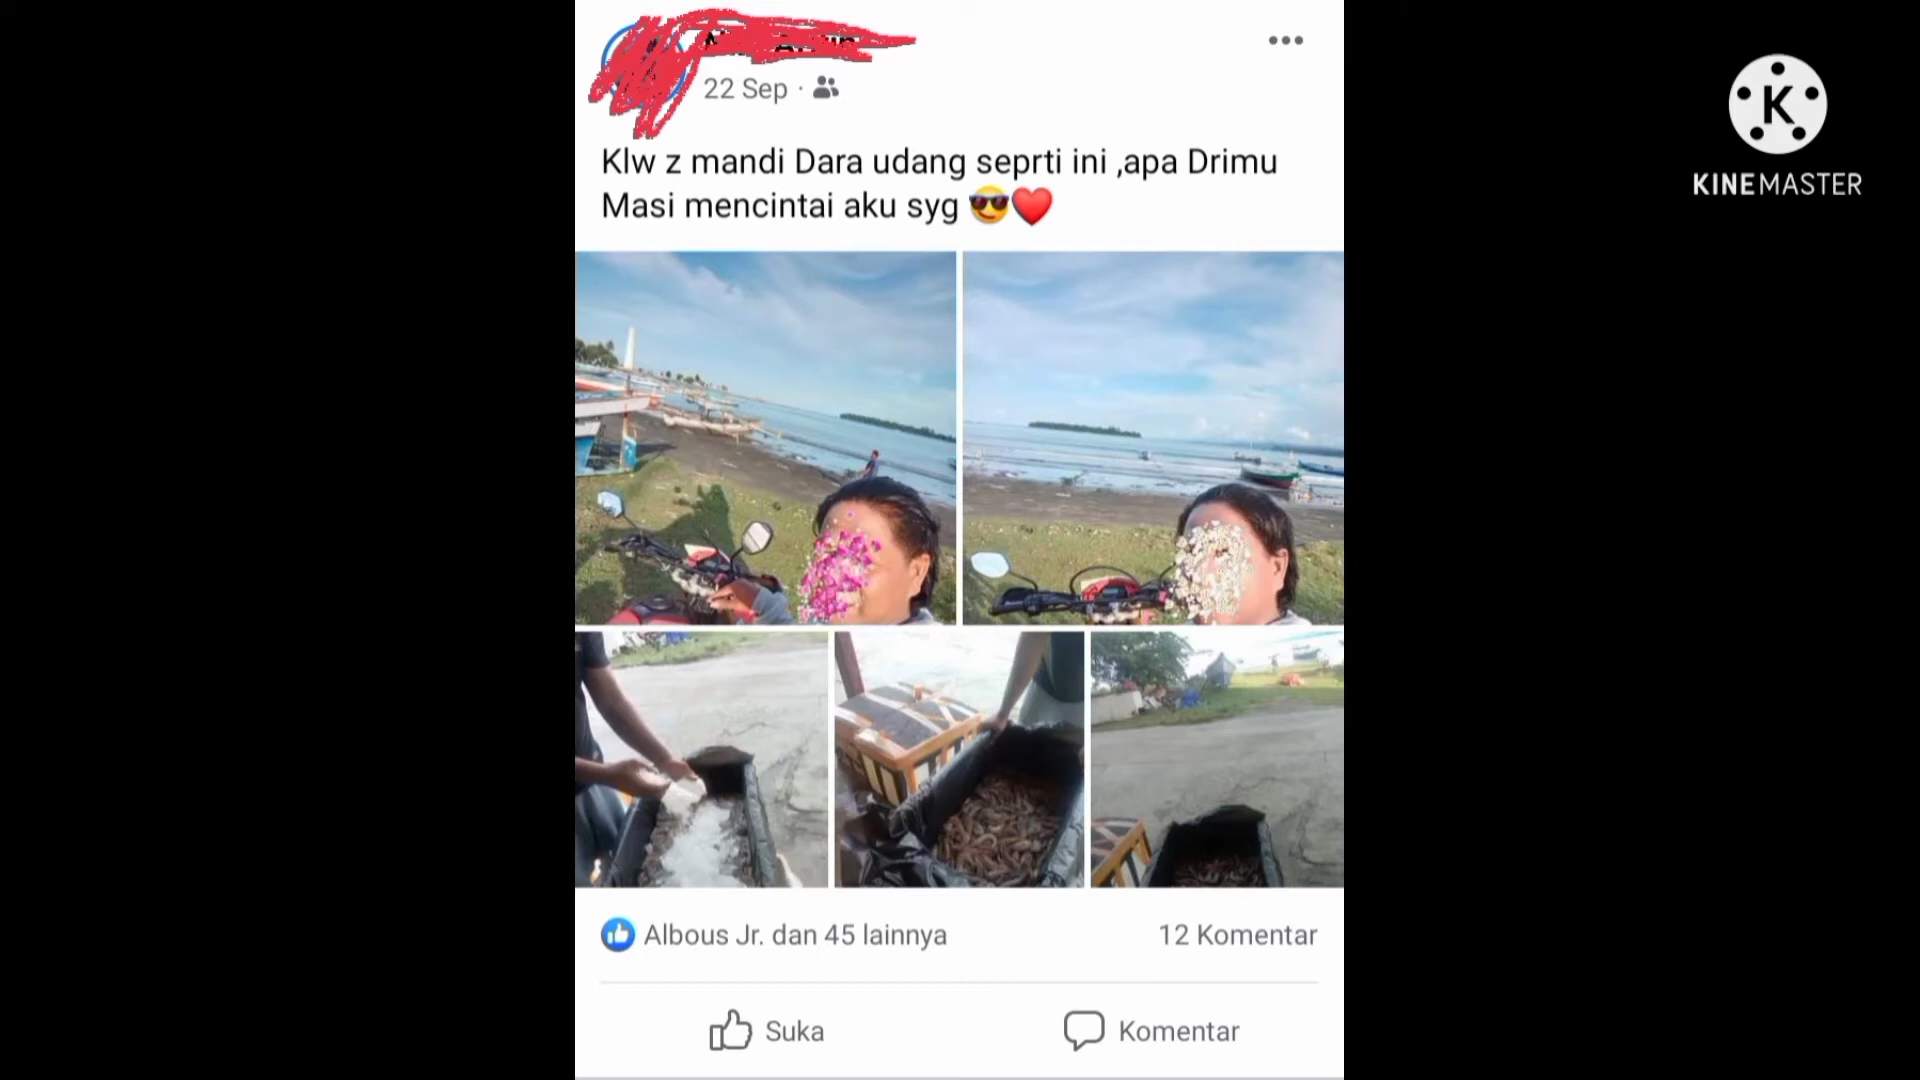 22 Sep ·
Klw z mandi Dara udang seprti ini ,apa Drimu
Masi mencintai aku syg 😎❤️
Albous Jr. dan 45 lainnya
12 Komentar
Suka
Komentar
K
KINEMASTER